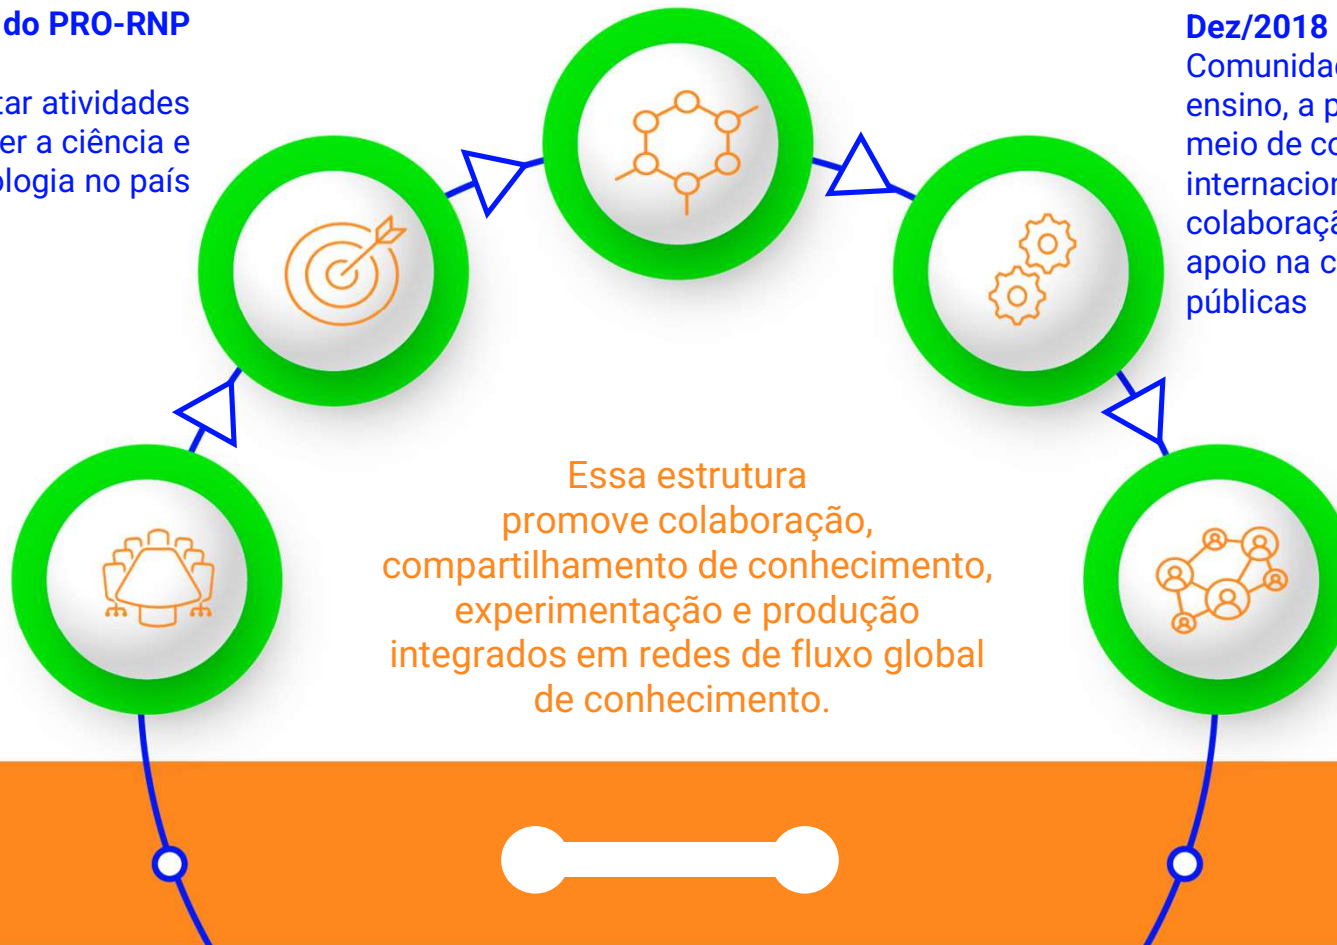 do PRO-RNP
tar atividades
er a ciência e
ologia no país
Dez/2018
Comunidad
ensino, a p
meio de co
internacion
colaboraçã
apoio na c
públicas
Essa estrutura
promove colaboração,
compartilhamento de conhecimento,
experimentação e produção
integrados em redes de fluxo global
de conhecimento.